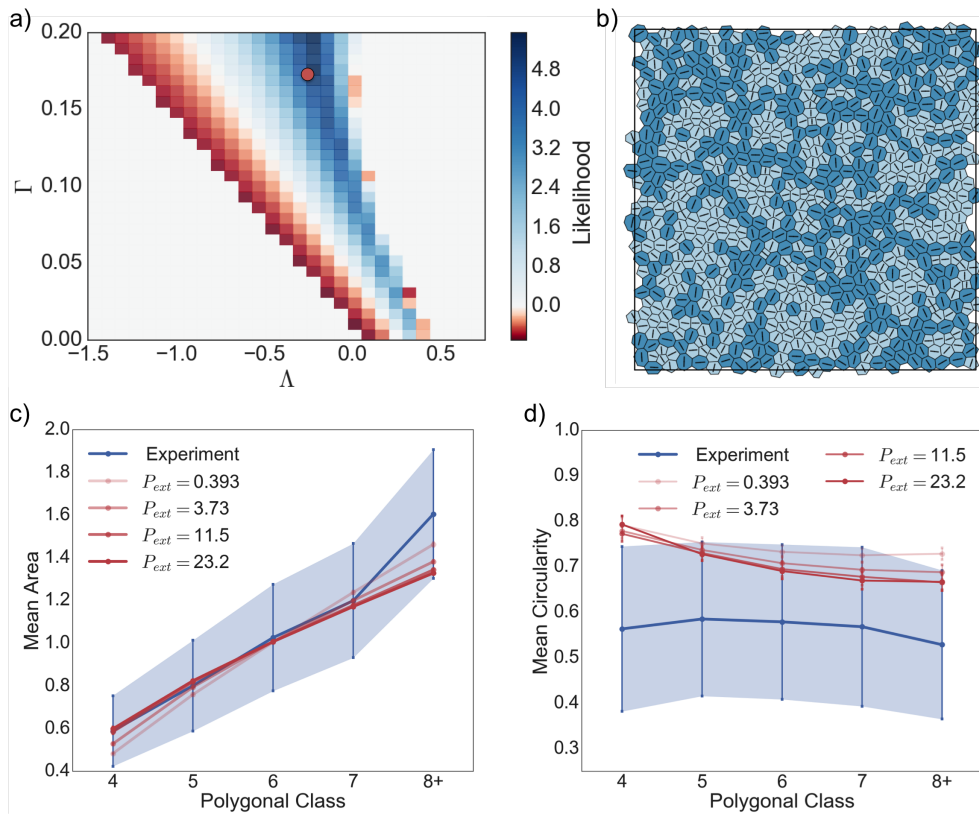 a)
0.20
0.15
0.10
0.05
0.00
Γ
−1.5
−1.0
−0.5
0.0
0.5
Λ
4.8
4.0
3.2
2.4
1.6
0.8
0.0
Likelihood
b)
c)
2.0
1.8
1.6
1.4
1.2
1.0
0.8
0.6
0.4
Mean Area
Experiment
P_ext = 0.393
P_ext = 3.73
P_ext = 11.5
P_ext = 23.2
4
5
6
7
8+
Polygonal Class
d)
1.0
0.9
0.8
0.7
0.6
0.5
0.4
0.3
Mean Circularity
Experiment
P_ext = 0.393
P_ext = 3.73
P_ext = 11.5
P_ext = 23.2
4
5
6
7
8+
Polygonal Class